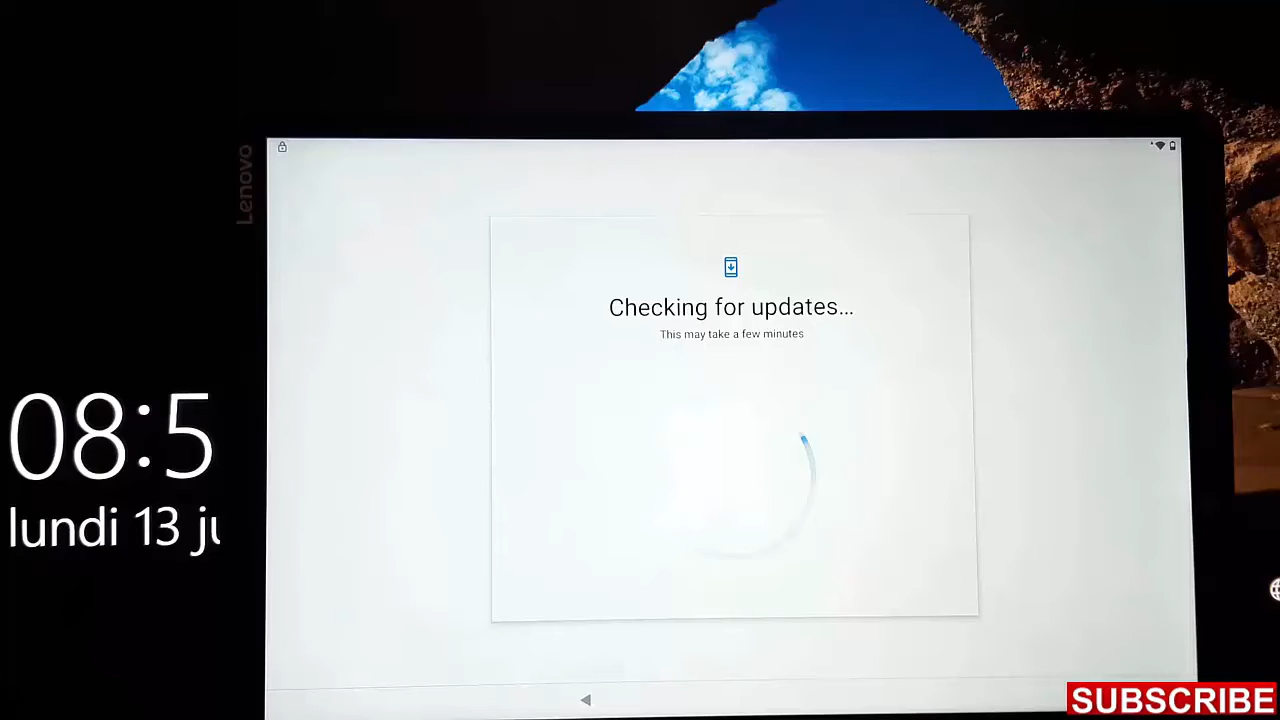 Lenovo
Checking for updates...
This may take a few minutes
08:5
lundi 13 ju
SUBSCRIBE